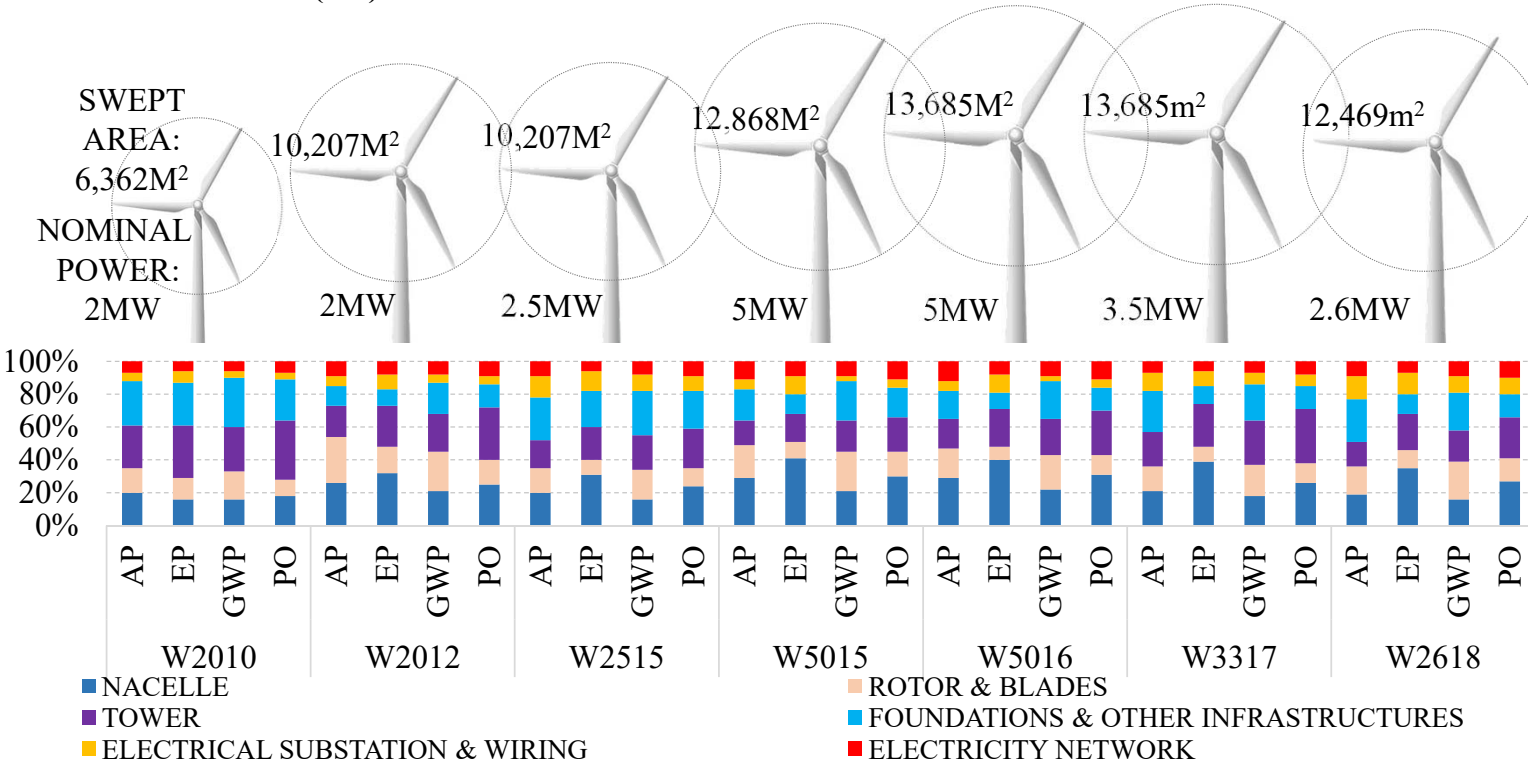 SWEPT
AREA:
6,362M²
NOMINAL
POWER:
2MW
10,207M²
2MW
10,207M²
2.5MW
12,868M²
5MW
13,685M²
5MW
13,685m²
3.5MW
12,469m²
2.6MW
100%
80%
60%
40%
20%
0%
AP EP GWP PO AP EP GWP PO AP EP GWP PO AP EP GWP PO AP EP GWP PO AP EP GWP PO AP EP GWP PO
W2010 W2012 W2515 W5015 W5016 W3317 W2618
NACELLE ROTOR & BLADES
TOWER FOUNDATIONS & OTHER INFRASTRUCTURES
ELECTRICAL SUBSTATION & WIRING ELECTRICITY NETWORK